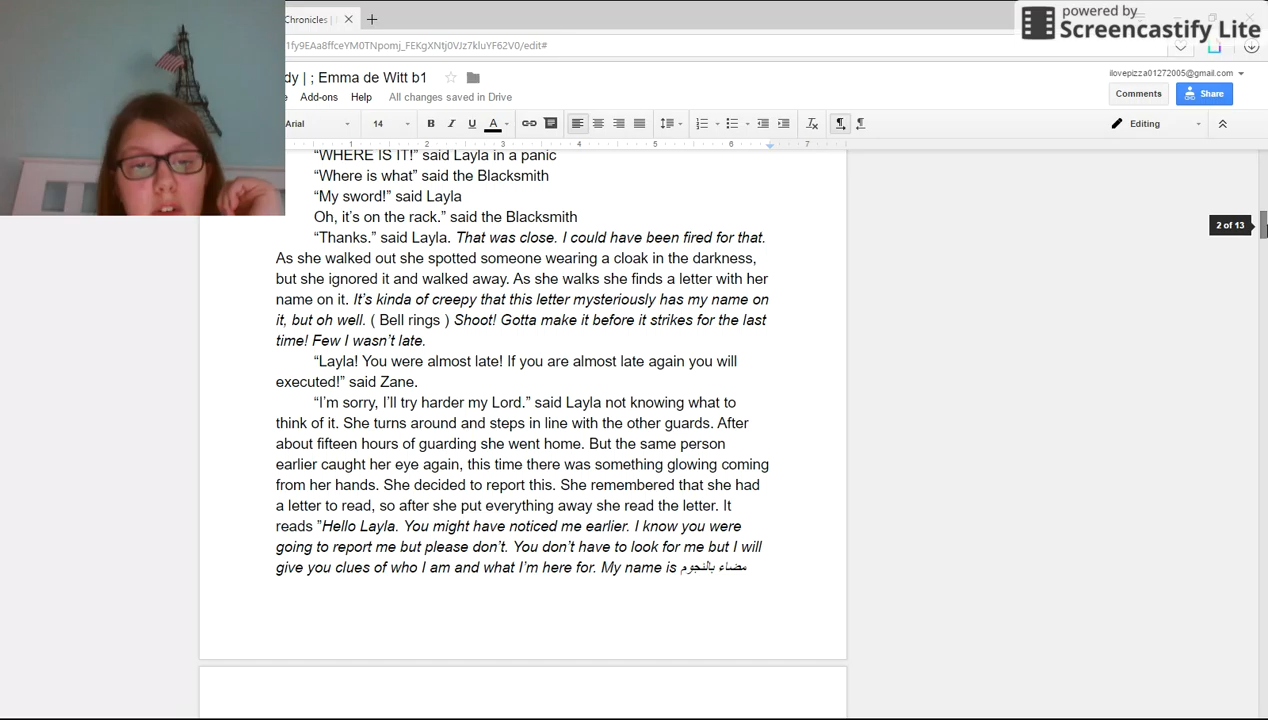 powered by
Screencastify Lite
Chronicles
1fy9EAa8ffceYM0TNpomj_FEKgXNtj0VJz7kluYF62V0/edit#
dy | ; Emma de Witt b1
ilovepizza01272005@gmail.com
Add-ons Help All changes saved in Drive
Comments Share
Arial 14 B I U A Editing
1 2 3 4 5 6 7
“WHERE IS IT!” said Layla in a panic
“Where is what” said the Blacksmith
“My sword!” said Layla
Oh, it’s on the rack.” said the Blacksmith
“Thanks.” said Layla. That was close. I could have been fired for that.
2 of 13
As she walked out she spotted someone wearing a cloak in the darkness,
but she ignored it and walked away. As she walks she finds a letter with her
name on it. It’s kinda of creepy that this letter mysteriously has my name on
it, but oh well. ( Bell rings ) Shoot! Gotta make it before it strikes for the last
time! Few I wasn’t late.
“Layla! You were almost late! If you are almost late again you will
executed!” said Zane.
“I’m sorry, I’ll try harder my Lord.” said Layla not knowing what to
think of it. She turns around and steps in line with the other guards. After
about fifteen hours of guarding she went home. But the same person
earlier caught her eye again, this time there was something glowing coming
from her hands. She decided to report this. She remembered that she had
a letter to read, so after she put everything away she read the letter. It
reads ”Hello Layla. You might have noticed me earlier. I know you were
going to report me but please don’t. You don’t have to look for me but I will
give you clues of who I am and what I’m here for. My name is مضاء بالنجوم